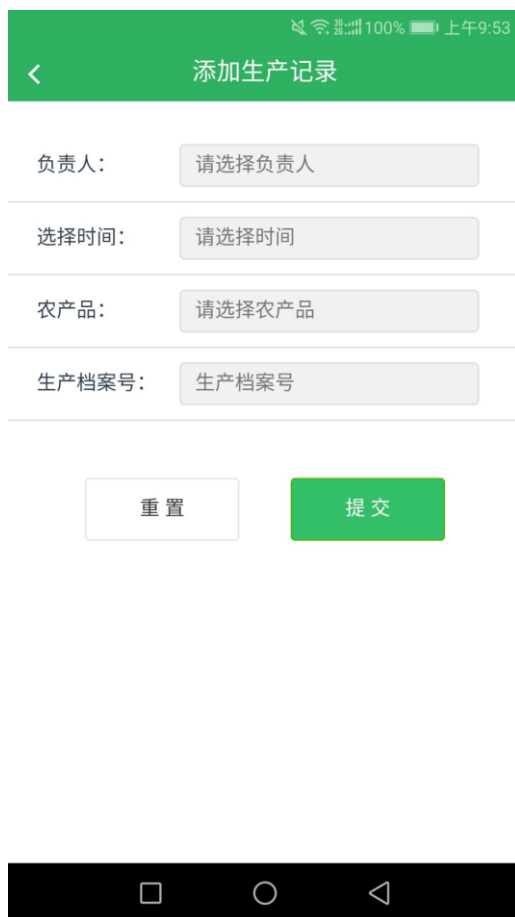 3G 2G 100% 上午9:53
添加生产记录
负责人： 请选择负责人
选择时间： 请选择时间
农产品： 请选择农产品
生产档案号： 生产档案号
重置 提交